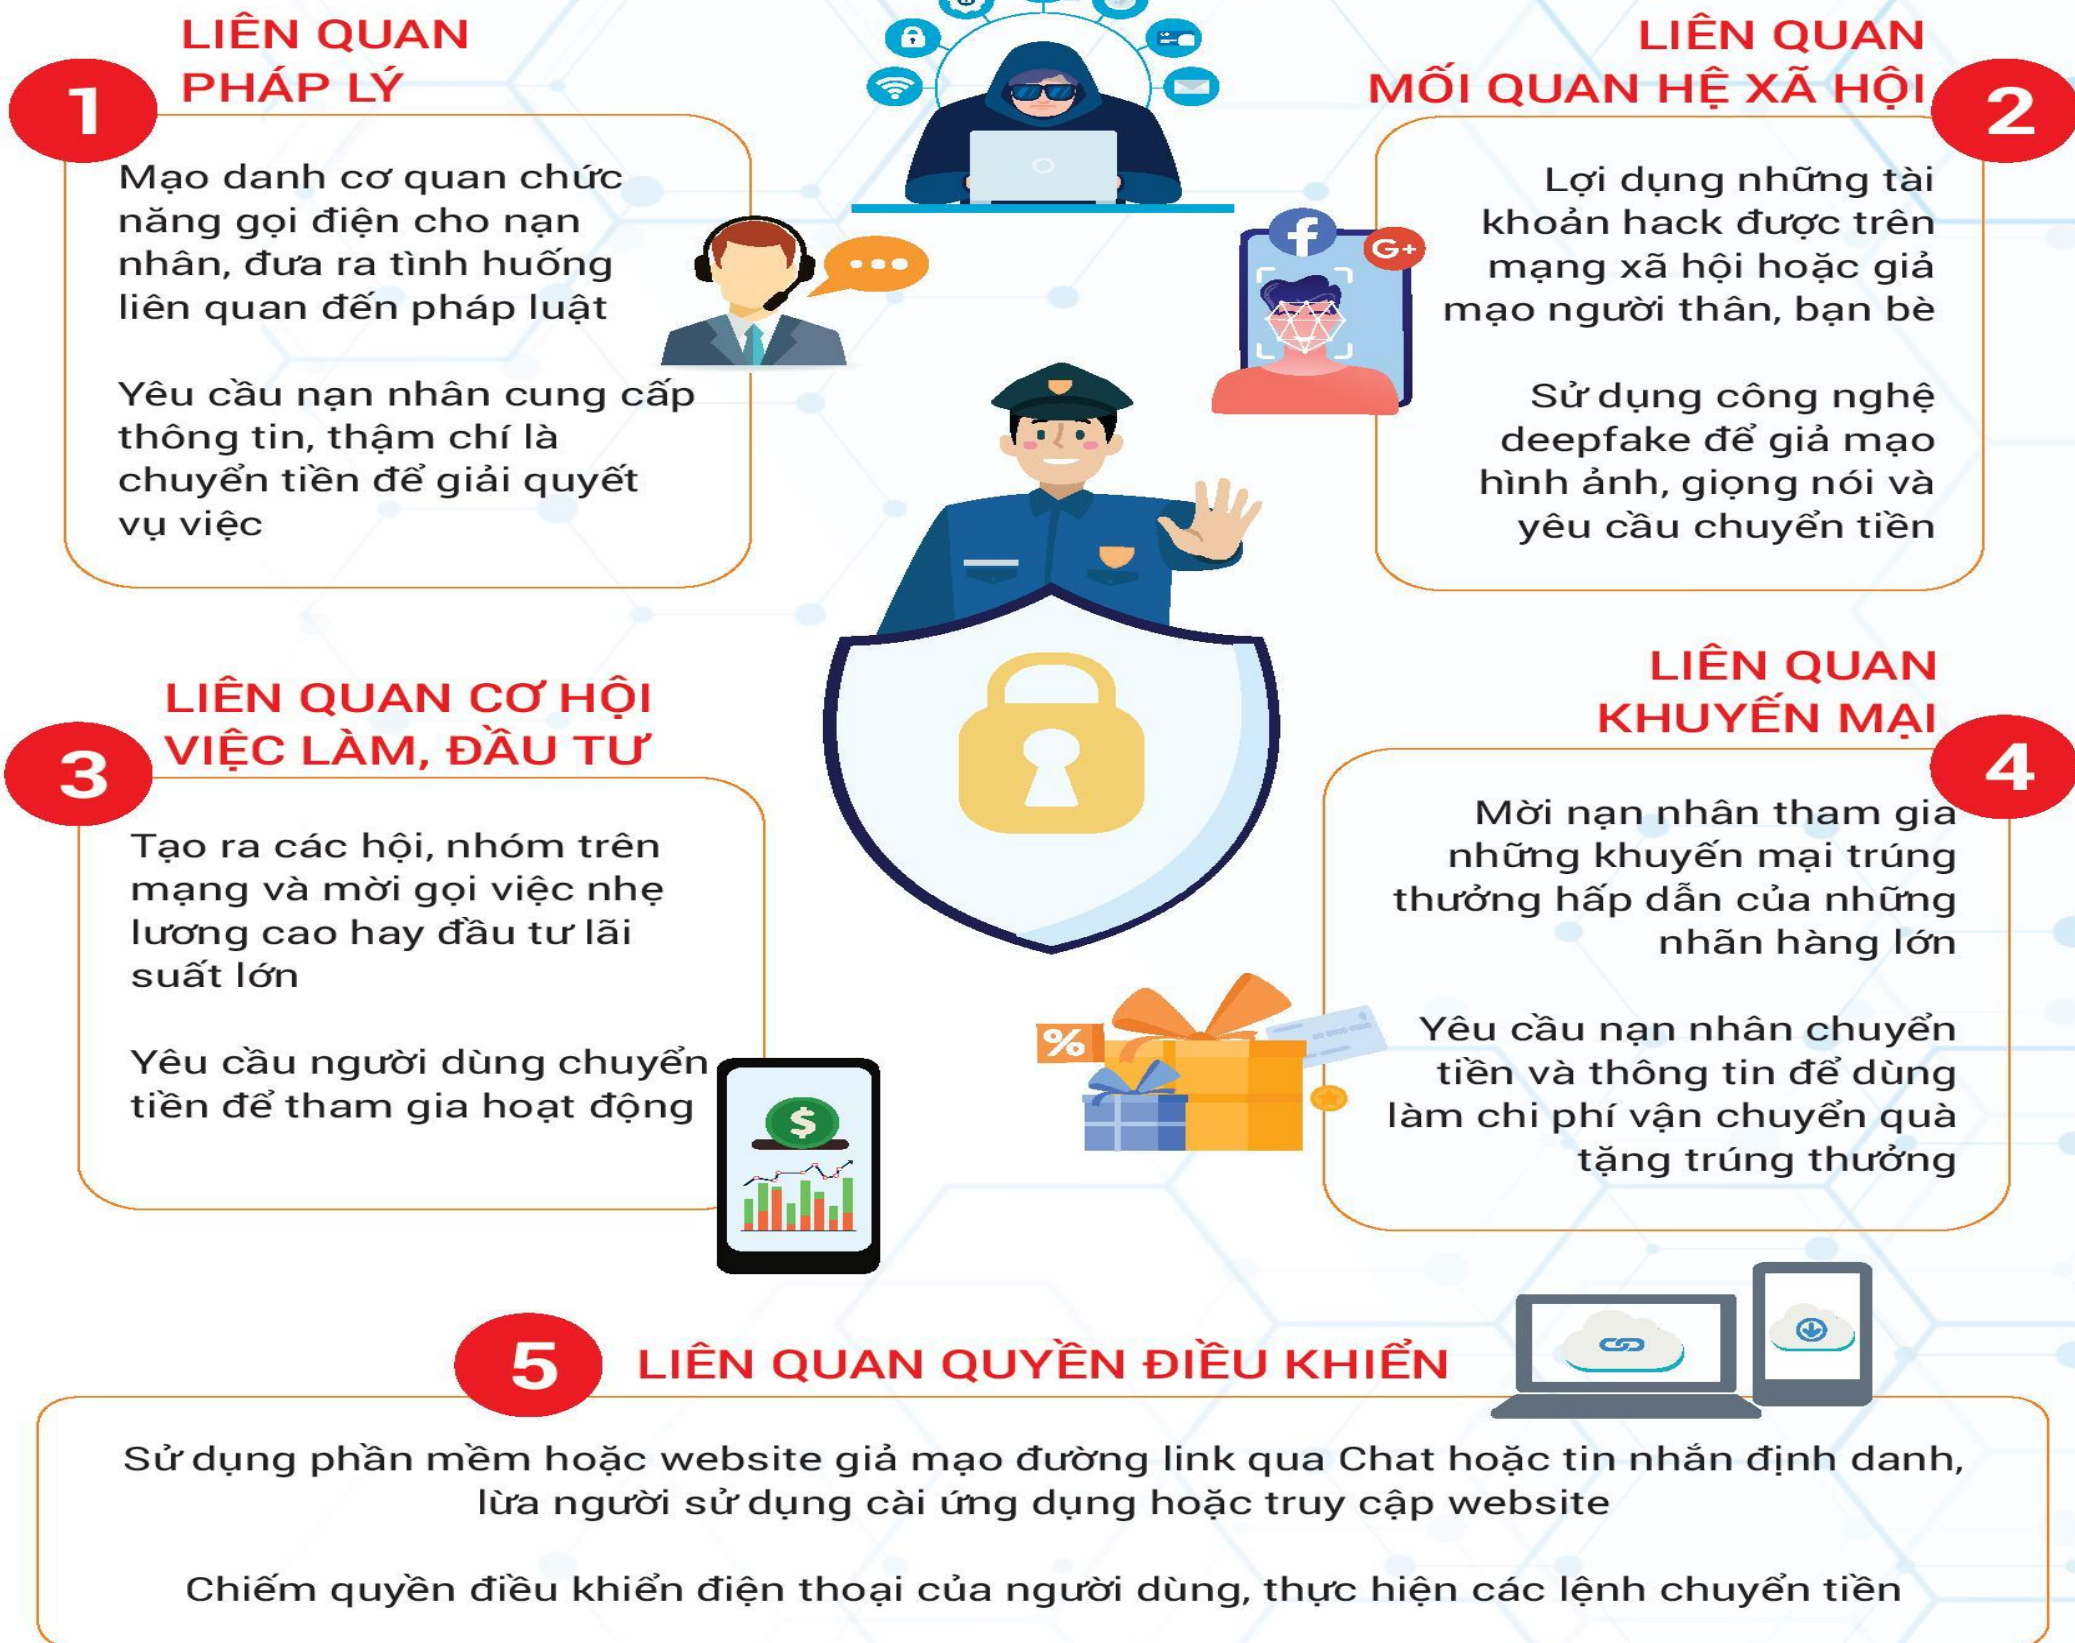 LIÊN QUAN
PHÁP LÝ
1
Mạo danh cơ quan chức
năng gọi điện cho nạn
nhân, đưa ra tình huống
liên quan đến pháp luật
Yêu cầu nạn nhân cung cấp
thông tin, thậm chí là
chuyển tiền để giải quyết
vụ việc
LIÊN QUAN
MỐI QUAN HỆ XÃ HỘI
2
Lợi dụng những tài
khoản hack được trên
mạng xã hội hoặc giả
mạo người thân, bạn bè
Sử dụng công nghệ
deepfake để giả mạo
hình ảnh, giọng nói và
yêu cầu chuyển tiền
f
G+
LIÊN QUAN CƠ HỘI
VIỆC LÀM, ĐẦU TƯ
3
Tạo ra các hội, nhóm trên
mạng và mời gọi việc nhẹ
lương cao hay đầu tư lãi
suất lớn
Yêu cầu người dùng chuyển
tiền để tham gia hoạt động
$
LIÊN QUAN
KHUYẾN MẠI
4
Mời nạn nhân tham gia
những khuyến mại trúng
thưởng hấp dẫn của những
nhãn hàng lớn
Yêu cầu nạn nhân chuyển
tiền và thông tin để dùng
làm chi phí vận chuyển quà
tặng trúng thưởng
%
5
LIÊN QUAN QUYỀN ĐIỀU KHIỂN
Sử dụng phần mềm hoặc website giả mạo đường link qua Chat hoặc tin nhắn định danh,
lừa người sử dụng cài ứng dụng hoặc truy cập website
Chiếm quyền điều khiển điện thoại của người dùng, thực hiện các lệnh chuyển tiền